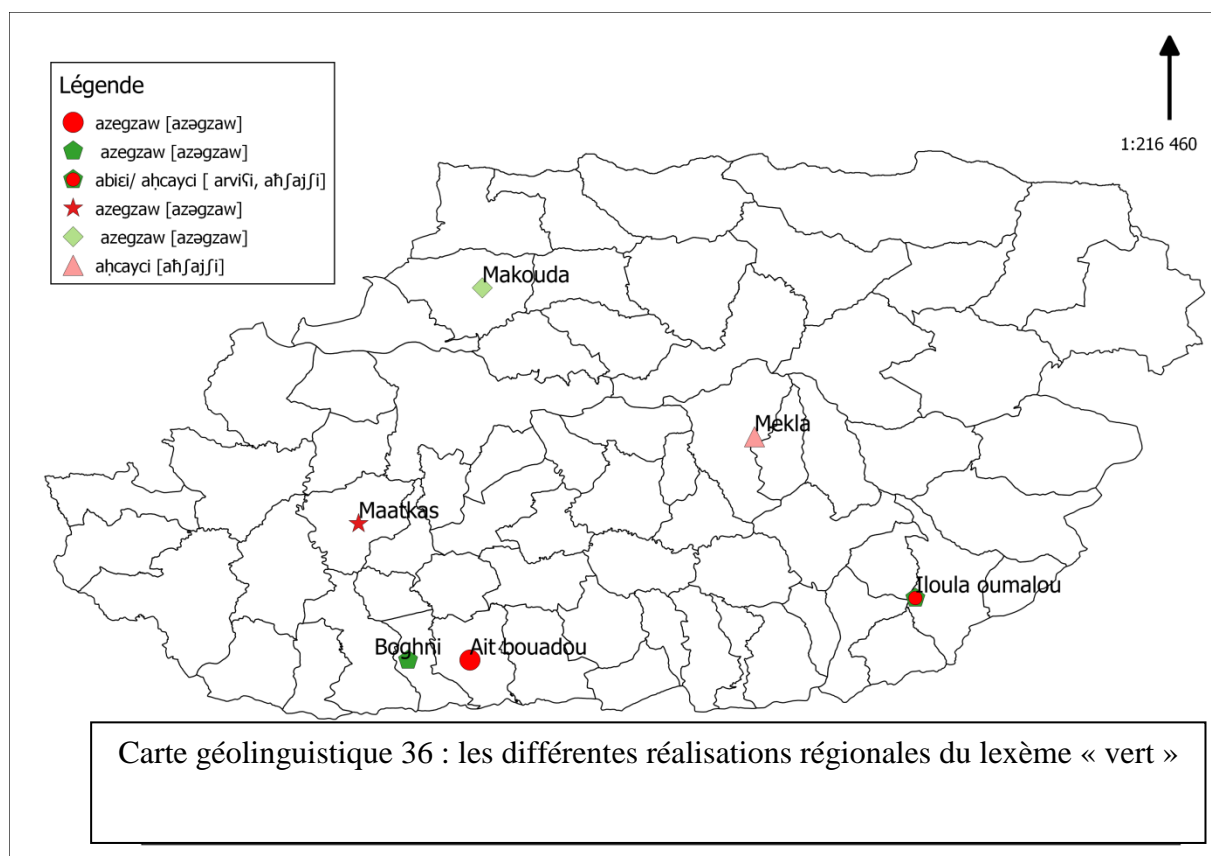 Légende
azegzaw [azəgzaw]
azegzaw [azəgzaw]
abiɛi/ aḥcayci [ arviʕi, aħʃajʃi]
azegzaw [azəgzaw]
azegzaw [azəgzaw]
aḥcayci [aħʃajʃi]
1:216 460
Makouda
Mekla
Maatkas
Iloula oumalou
Boghni
Ait bouadou
Carte géolinguistique 36 : les différentes réalisations régionales du lexème « vert »